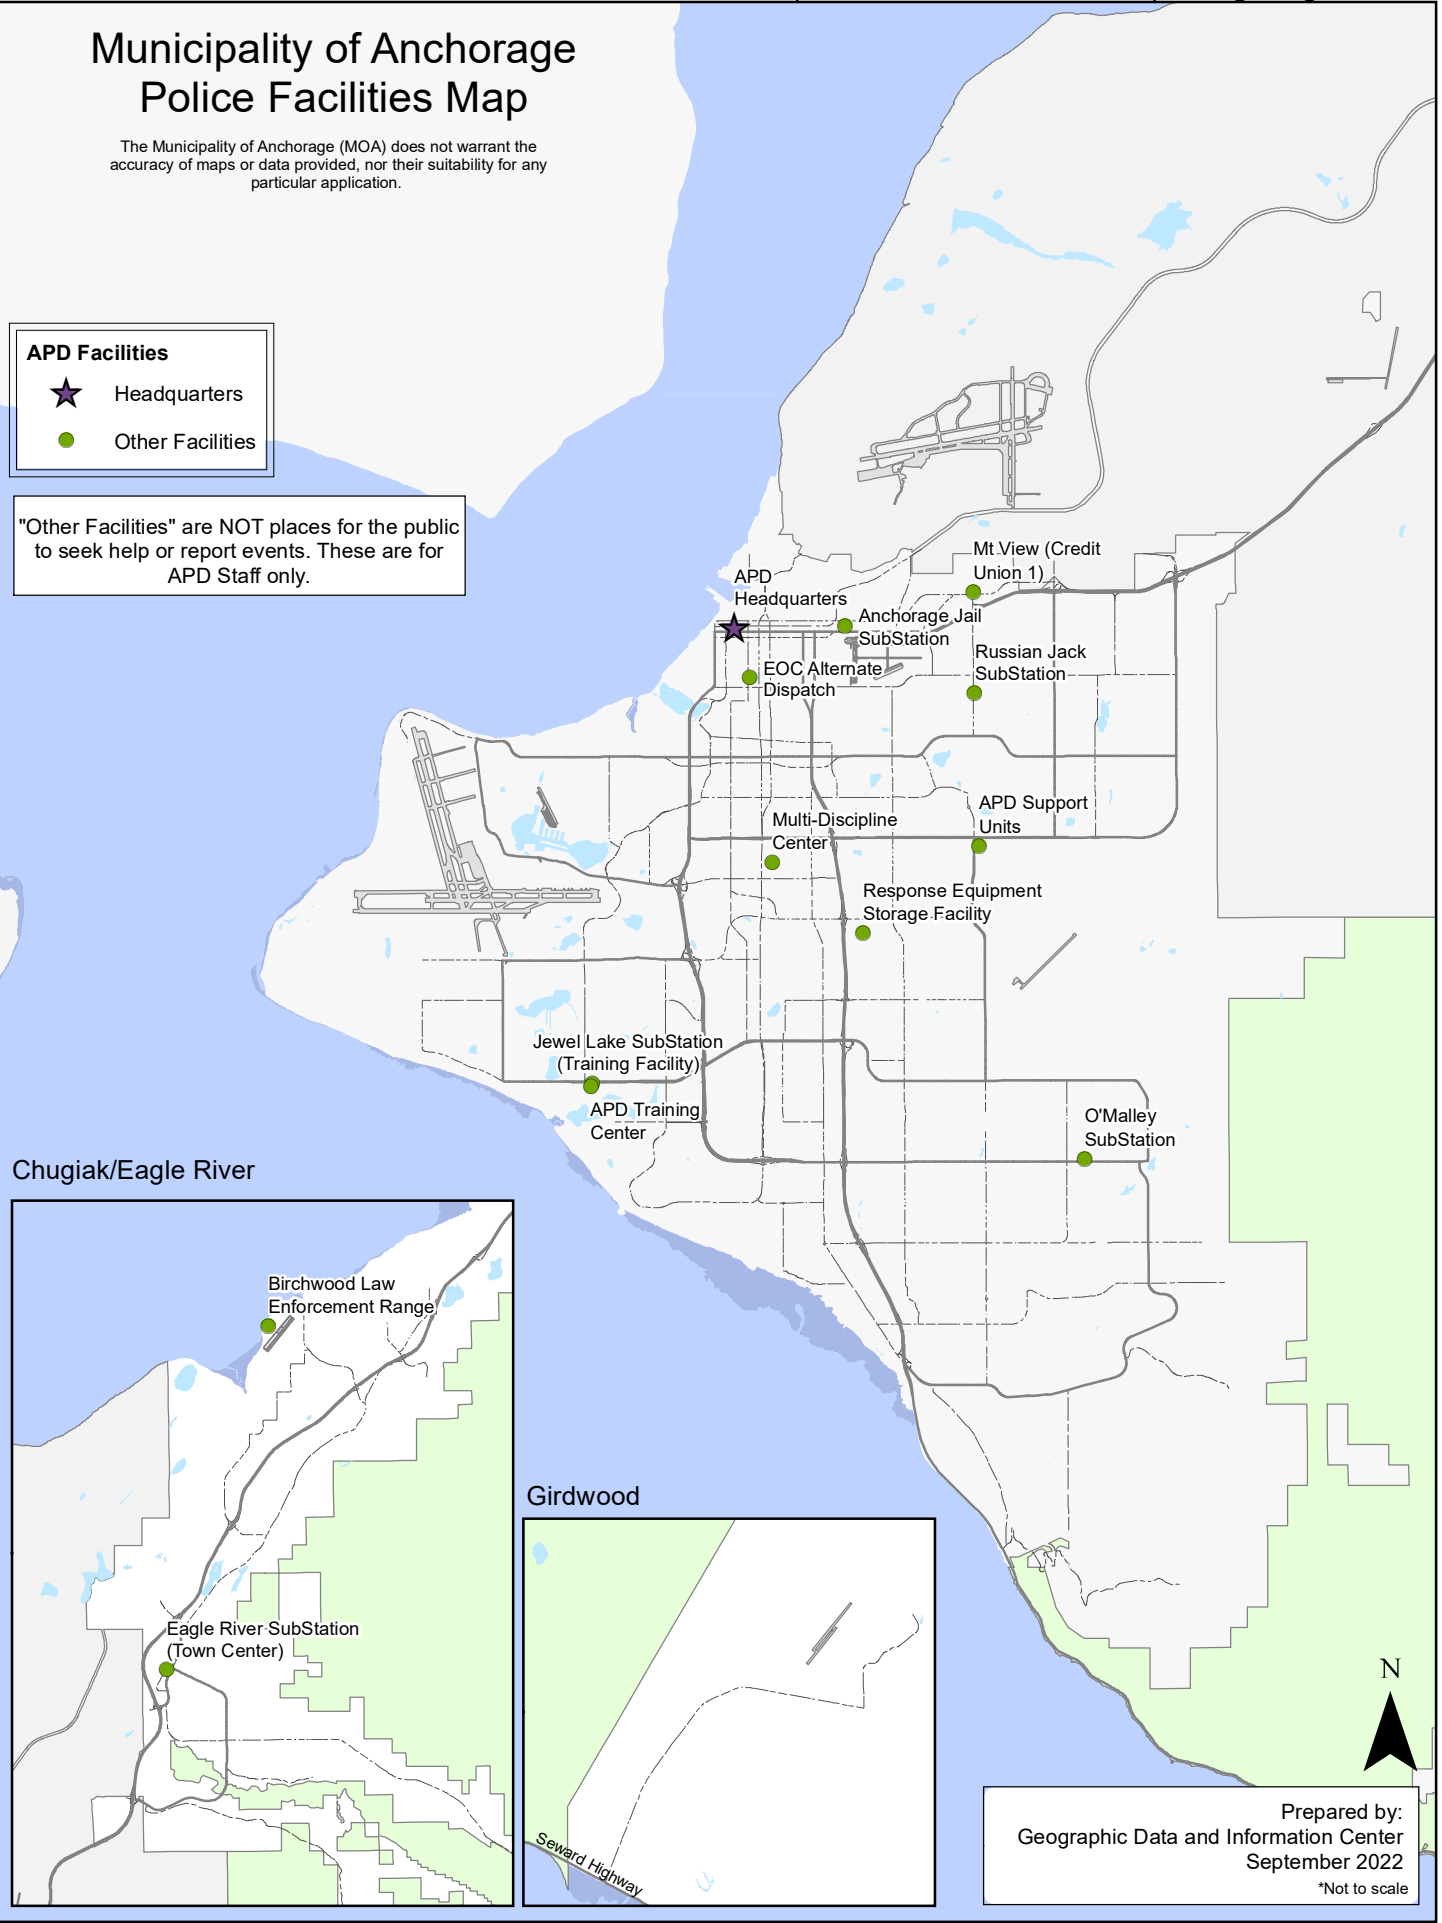 Municipality of Anchorage
Police Facilities Map
The Municipality of Anchorage (MOA) does not warrant the
accuracy of maps or data provided, nor their suitability for any
particular application.
APD Facilities
Headquarters
Other Facilities
"Other Facilities" are NOT places for the public
to seek help or report events. These are for
APD Staff only.
Mt View (Credit
Union 1)
APD
Headquarters
Anchorage Jail
SubStation
Russian Jack
SubStation
EOC Alternate
Dispatch
APD Support
Units
Multi-Discipline
Center
Response Equipment
Storage Facility
Jewel Lake SubStation
(Training Facility)
APD Training
Center
O'Malley
SubStation
Chugiak/Eagle River
Birchwood Law
Enforcement Range
Eagle River SubStation
(Town Center)
Girdwood
Seward Highway
N
Prepared by:
Geographic Data and Information Center
September 2022
*Not to scale